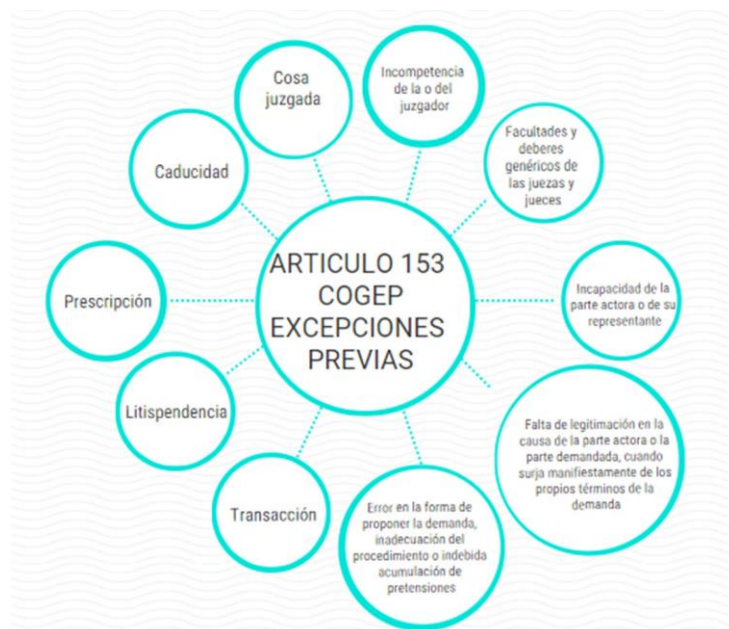 ARTICULO 153
COGEP
EXCEPCIONES
PREVIAS
Incompetencia
de la o del
juzgador
Facultades y
deberes
genéricos de
las juezas y
jueces
Incapacidad de la
parte actora o de su
representante
Falta de legitimación en la
causa de la parte actora o la
parte demandada, cuando
surja manifiestamente de los
propios términos de la
demanda
Error en la forma de
proponer la demanda,
inadecuación del
procedimiento o indebida
acumulación de
pretensiones
Transacción
Litispendencia
Prescripción
Caducidad
Cosa
juzgada